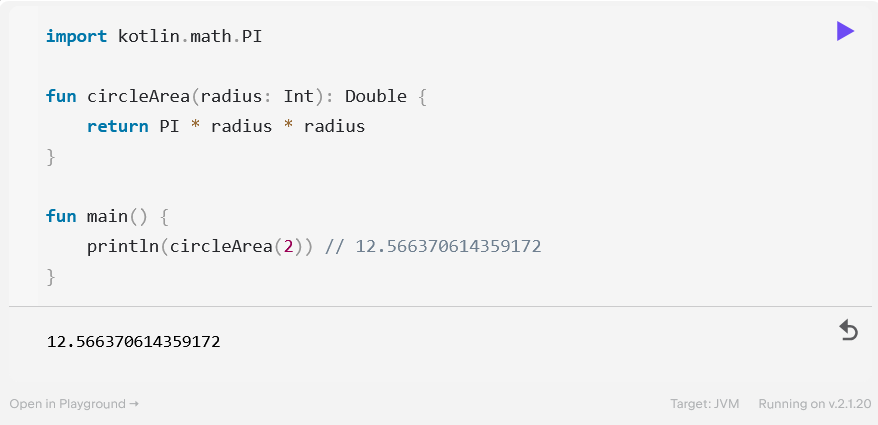 import kotlin.math.PI
fun circleArea(radius: Int): Double {
    return PI * radius * radius
}
fun main() {
    println(circleArea(2)) // 12.566370614359172
}
12.566370614359172
Open in Playground → Target: JVM Running on v.2.1.20